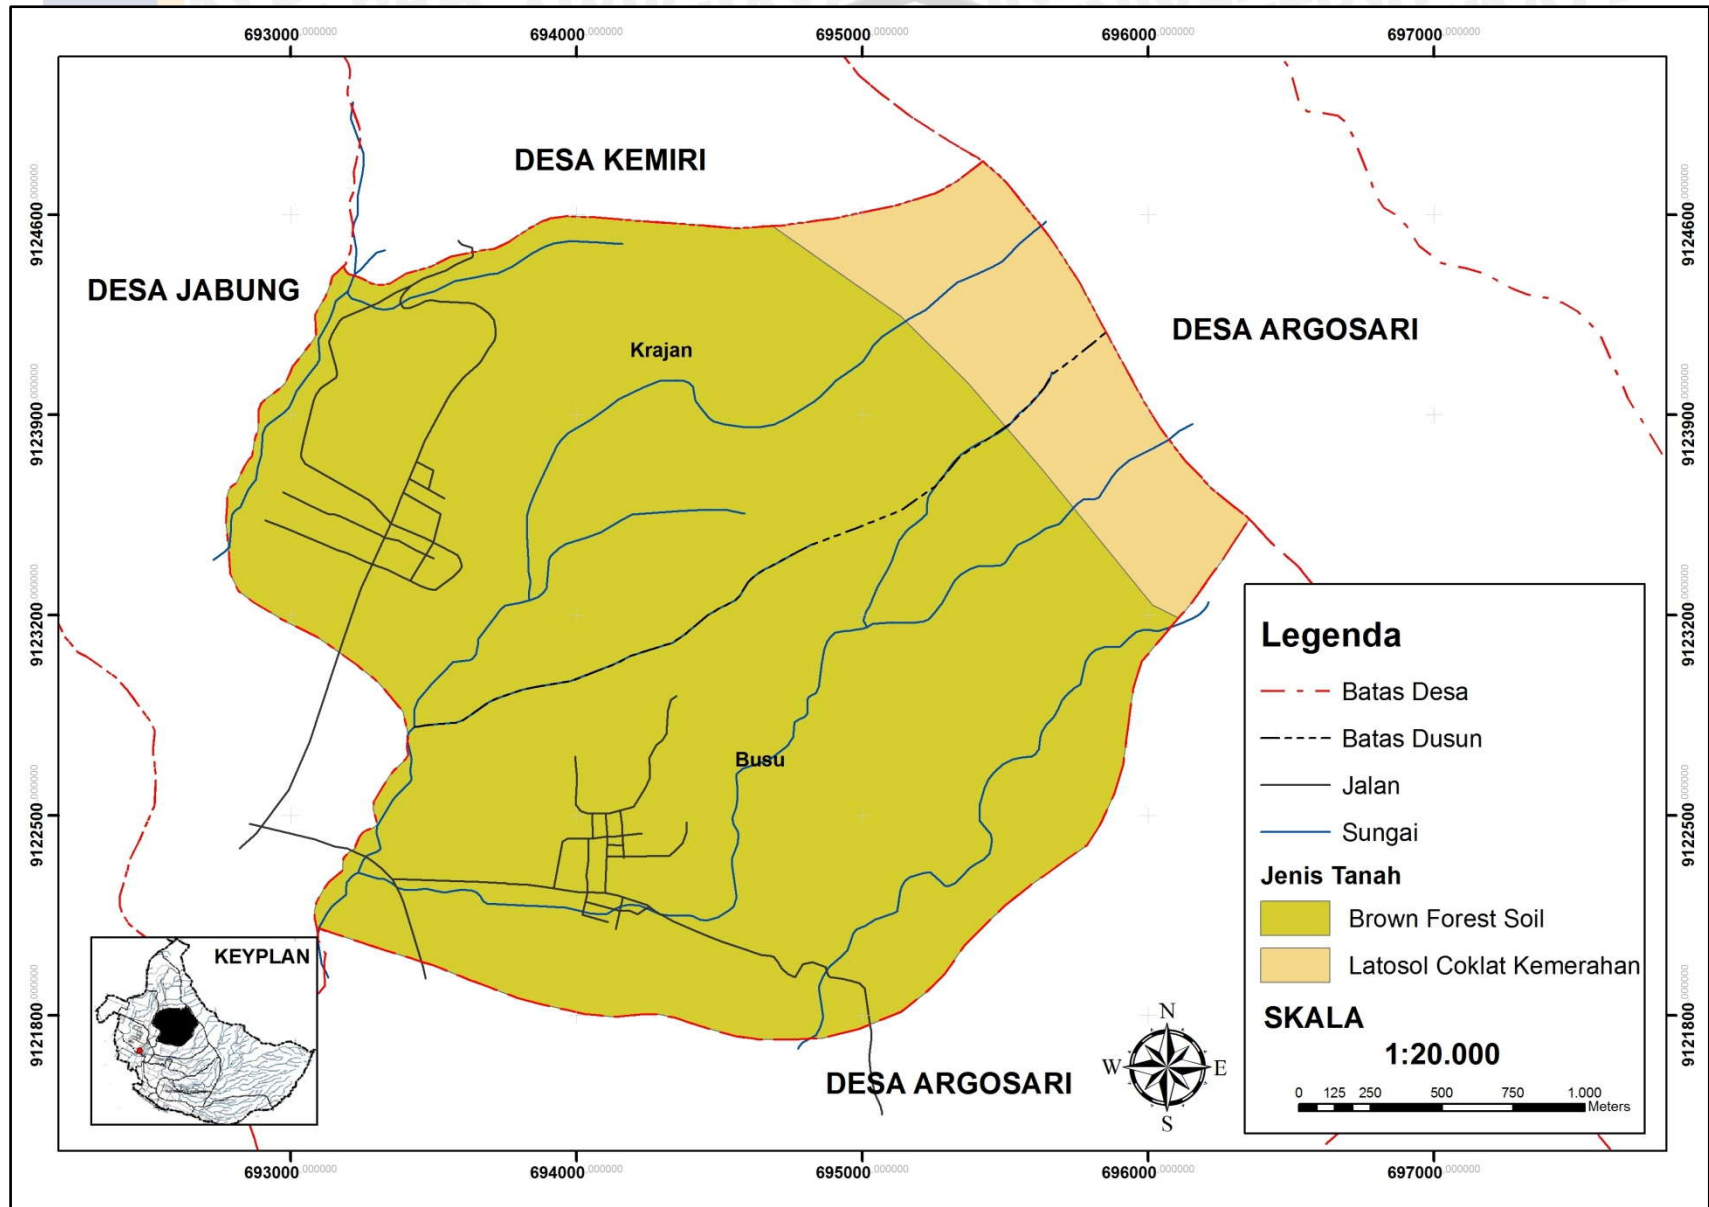 693000.000000 694000.000000 695000.000000 696000.000000 697000.000000
9124600.000000
9123900.000000
9123200.000000
9122500.000000
9121800.000000
DESA KEMIRI
DESA JABUNG
DESA ARGOSARI
Krajan
Busu
DESA ARGOSARI
KEYPLAN
N
W E
S
Legenda
Batas Desa
Batas Dusun
Jalan
Sungai
Jenis Tanah
Brown Forest Soil
Latosol Coklat Kemerahan
SKALA
1:20.000
0 125 250 500 750 1.000
Meters
9124600.000000
9123900.000000
9123200.000000
9122500.000000
9121800.000000
693000.000000 694000.000000 695000.000000 696000.000000 697000.000000